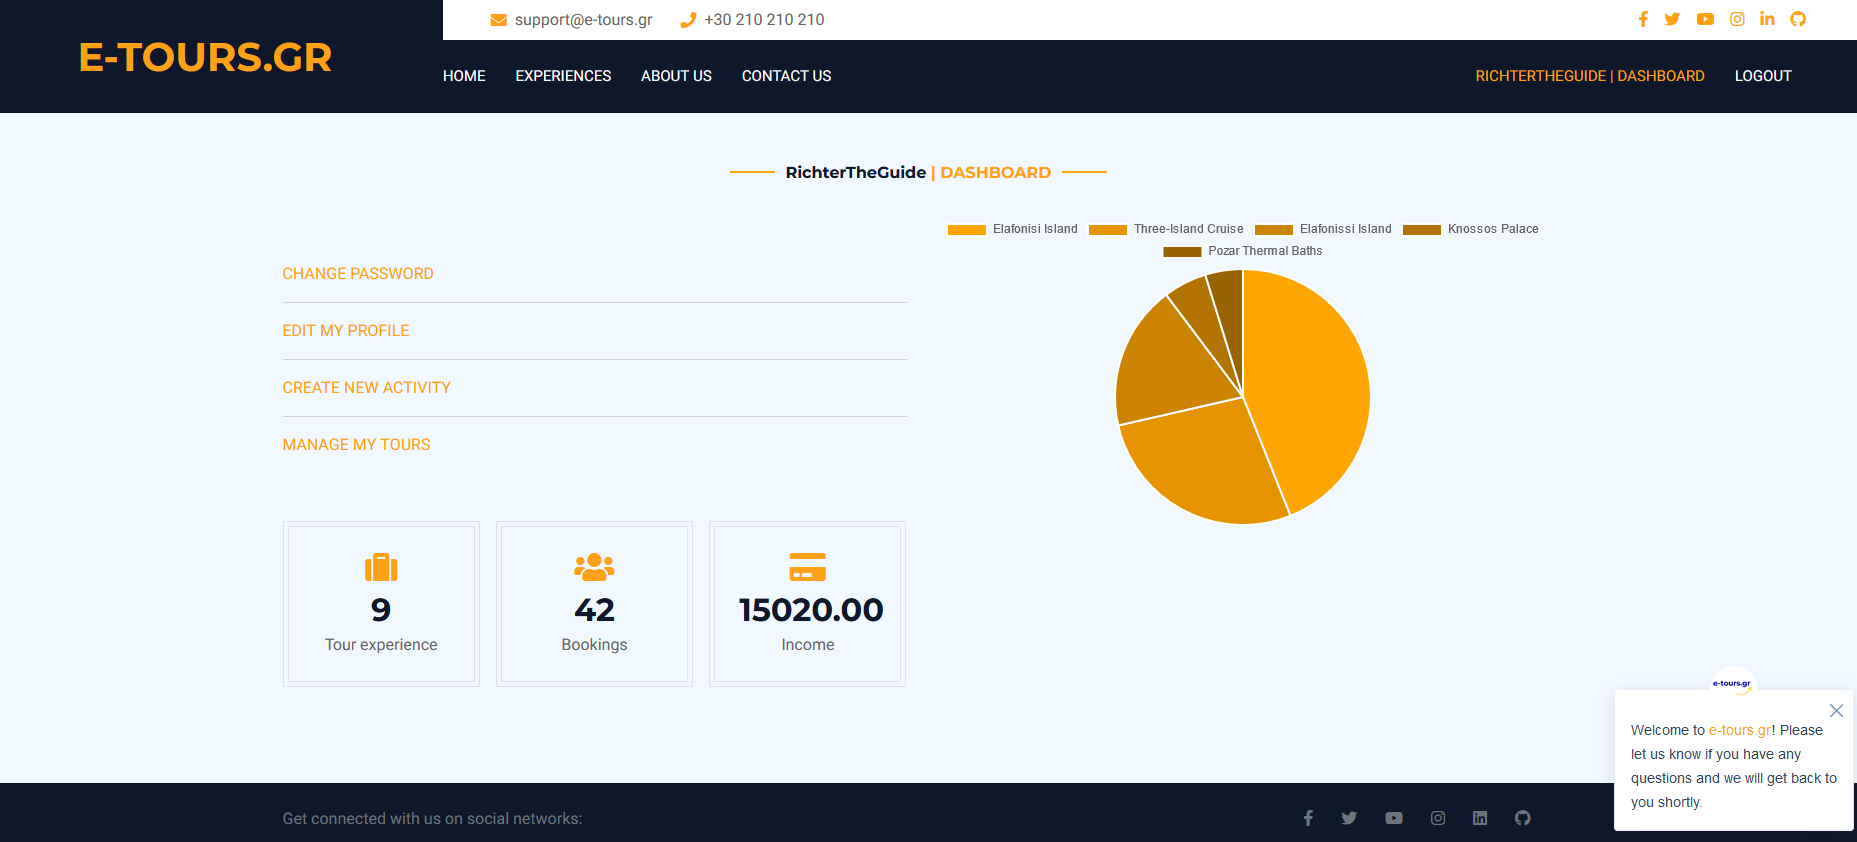 E-TOURS.GR
support@e-tours.gr +30 210 210 210
HOME EXPERIENCES ABOUT US CONTACT US RICHTERTHEGUIDE | DASHBOARD LOGOUT
RichterTheGuide | DASHBOARD
CHANGE PASSWORD
EDIT MY PROFILE
CREATE NEW ACTIVITY
MANAGE MY TOURS
9
Tour experience
42
Bookings
15020.00
Income
Elafonisi Island Three-Island Cruise Elafonissi Island Knossos Palace
Pozar Thermal Baths
e-tours.gr
Welcome to e-tours.gr! Please
let us know if you have any
questions and we will get back to
you shortly.
Get connected with us on social networks: